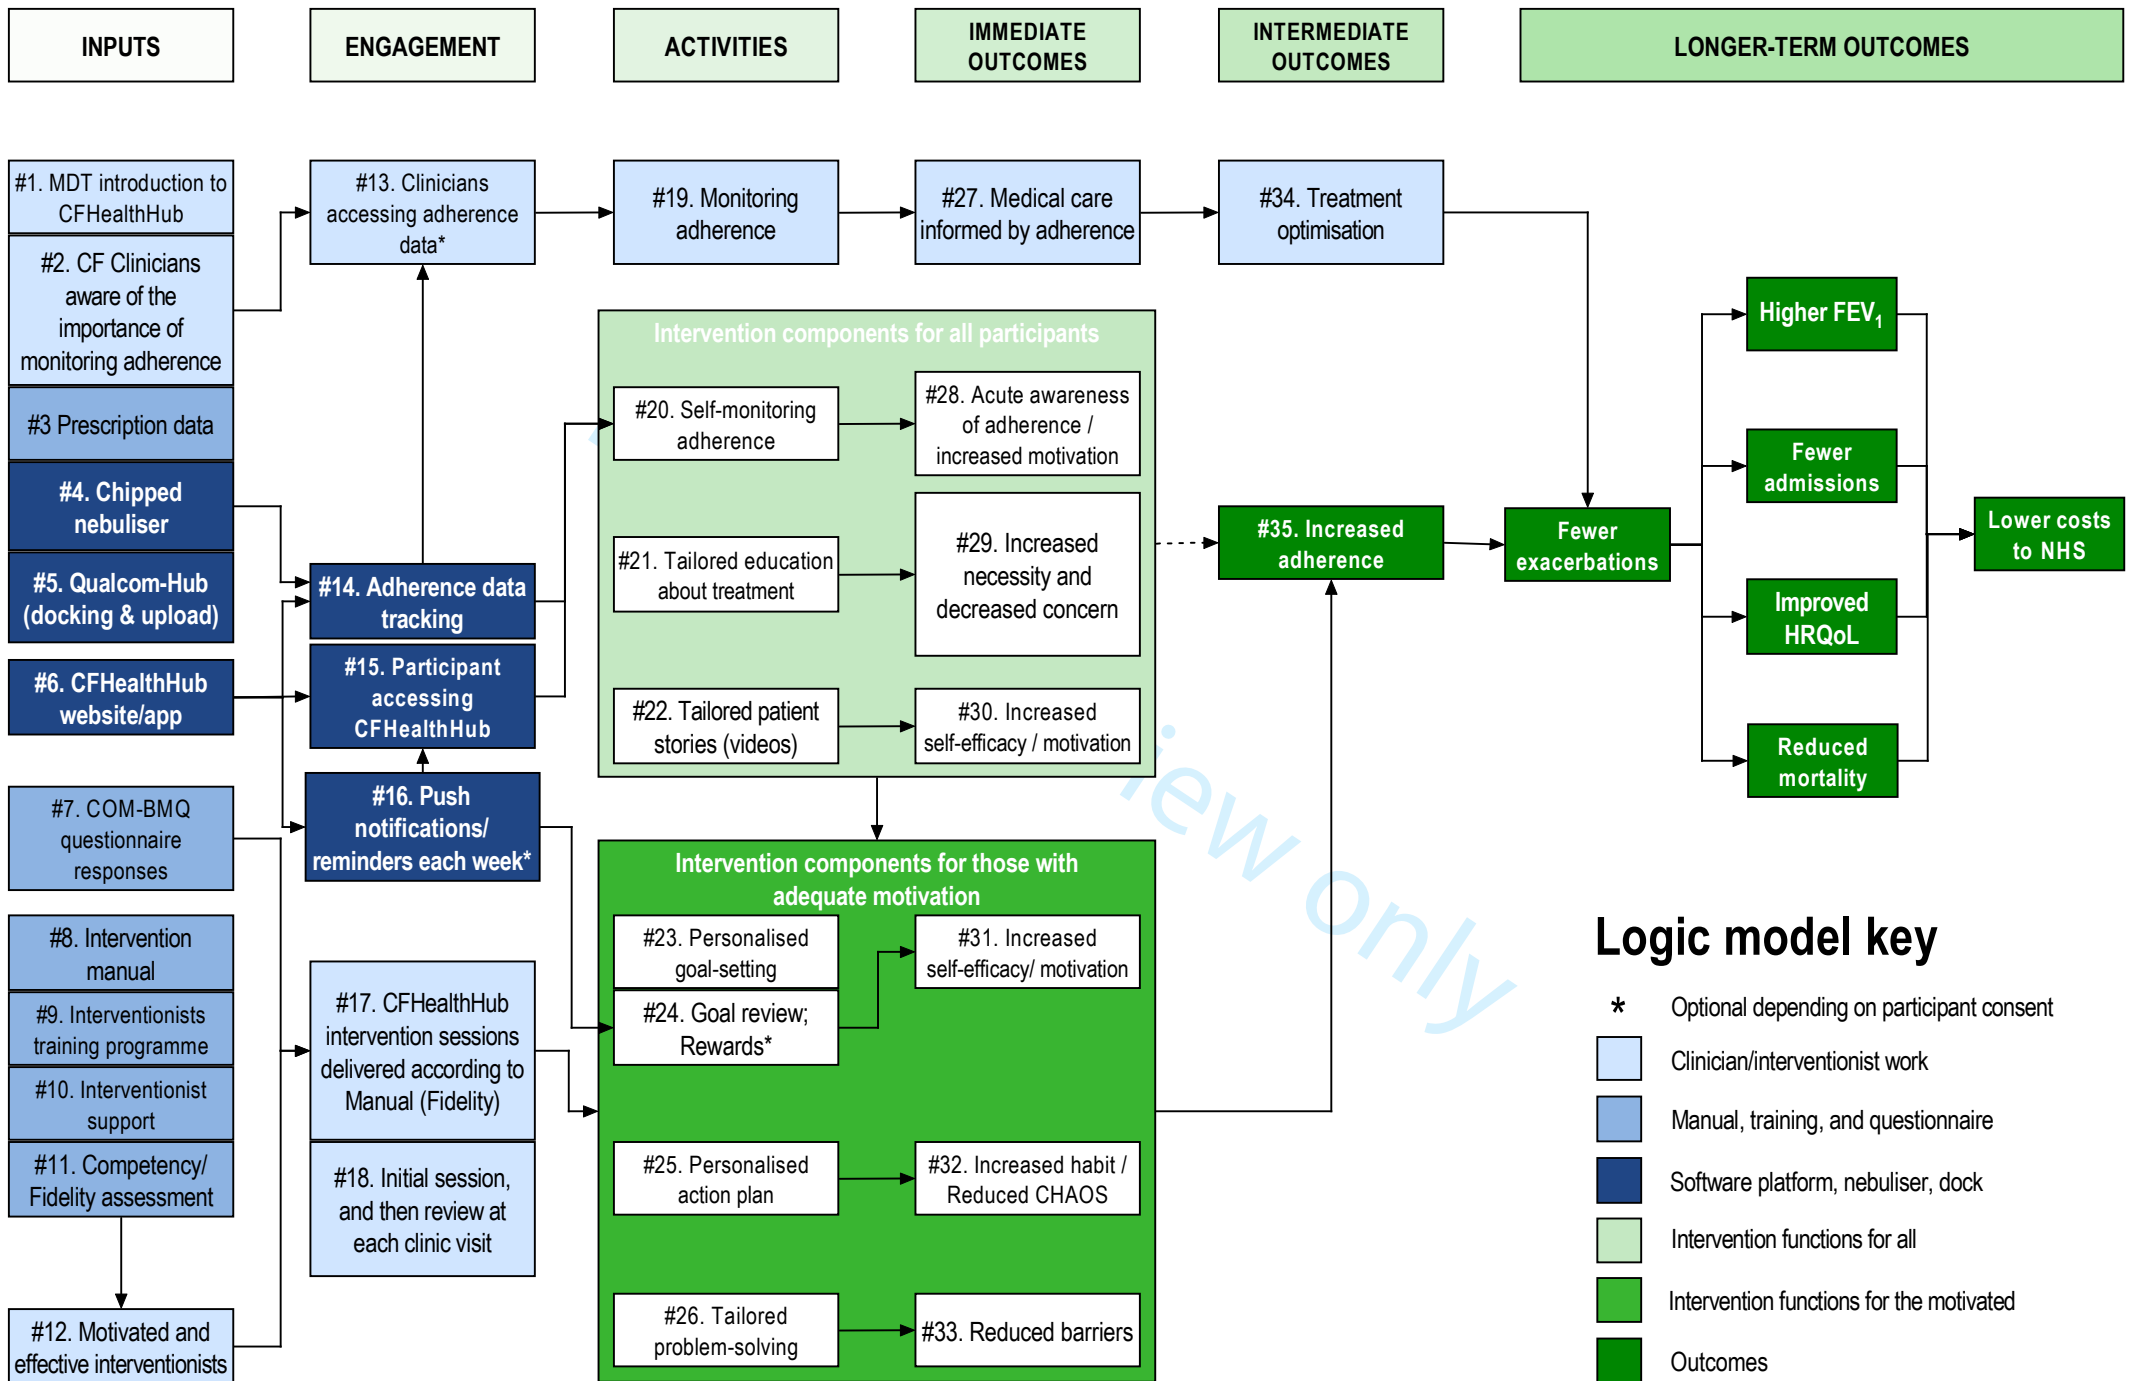 INPUTS
ENGAGEMENT
ACTIVITIES
IMMEDIATE
OUTCOMES
INTERMEDIATE
OUTCOMES
LONGER-TERM OUTCOMES
#1. MDT introduction to
CFHealthHub
#2. CF Clinicians
aware of the
importance of
monitoring adherence
#3 Prescription data
#4. Chipped
nebuliser
#5. Qualcom-Hub
(docking & upload)
#6. CFHealthHub
website/app
#7. COM-BMQ
questionnaire
responses
#8. Intervention
manual
#9. Interventionists
training programme
#10. Interventionist
support
#11. Competency/
Fidelity assessment
#12. Motivated and
effective interventionists
#13. Clinicians
accessing adherence
data*
#14. Adherence data
tracking
#15. Participant
accessing
CFHealthHub
#16. Push
notifications/
reminders each week*
#17. CFHealthHub
intervention sessions
delivered according to
Manual (Fidelity)
#18. Initial session,
and then review at
each clinic visit
#19. Monitoring
adherence
#27. Medical care
informed by adherence
#34. Treatment
optimisation
Intervention components for all participants
#20. Self-monitoring
adherence
#28. Acute awareness
of adherence /
increased motivation
#21. Tailored education
about treatment
#29. Increased
necessity and
decreased concern
#22. Tailored patient
stories (videos)
#30. Increased
self-efficacy / motivation
Intervention components for those with
adequate motivation
#23. Personalised
goal-setting
#24. Goal review;
Rewards*
#31. Increased
self-efficacy/ motivation
#25. Personalised
action plan
#32. Increased habit /
Reduced CHAOS
#26. Tailored
problem-solving
#33. Reduced barriers
#35. Increased
adherence
Fewer
exacerbations
Higher FEV1
Fewer
admissions
Improved
HRQoL
Reduced
mortality
Lower costs
to NHS
only
Logic model key
* Optional depending on participant consent
Clinician/interventionist work
Manual, training, and questionnaire
Software platform, nebuliser, dock
Intervention functions for all
Intervention functions for the motivated
Outcomes